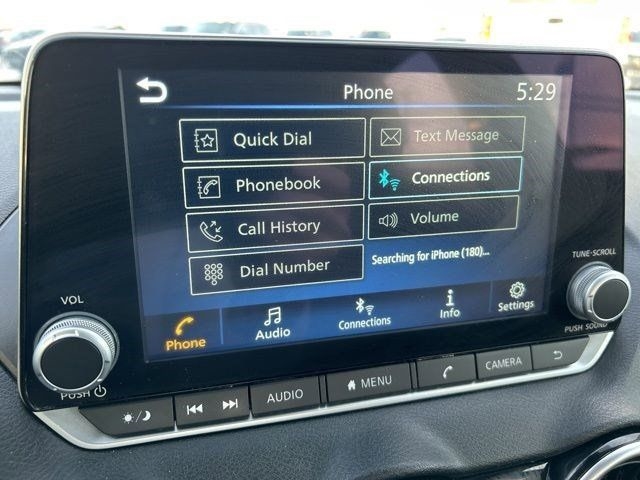 Phone
5:29
Quick Dial
Text Message
Phonebook
Connections
Call History
Volume
Dial Number
Searching for iPhone (180)...
Phone
Audio
Connections
Info
Settings
VOL
PUSH
TUNE·SCROLL
PUSH SOUND
AUDIO
MENU
CAMERA